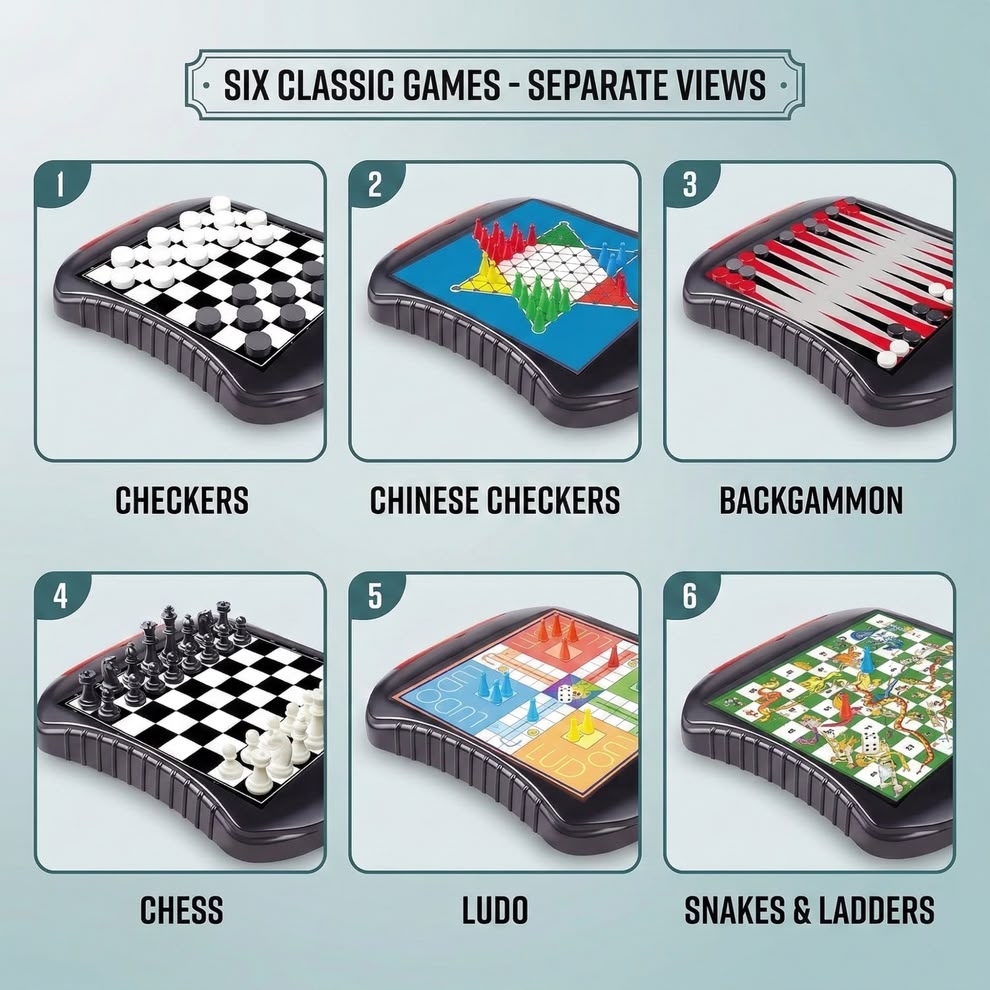 SIX CLASSIC GAMES - SEPARATE VIEWS
1
2
3
CHECKERS
CHINESE CHECKERS
BACKGAMMON
4
5
6
LUDO
CHESS
LUDO
SNAKES & LADDERS